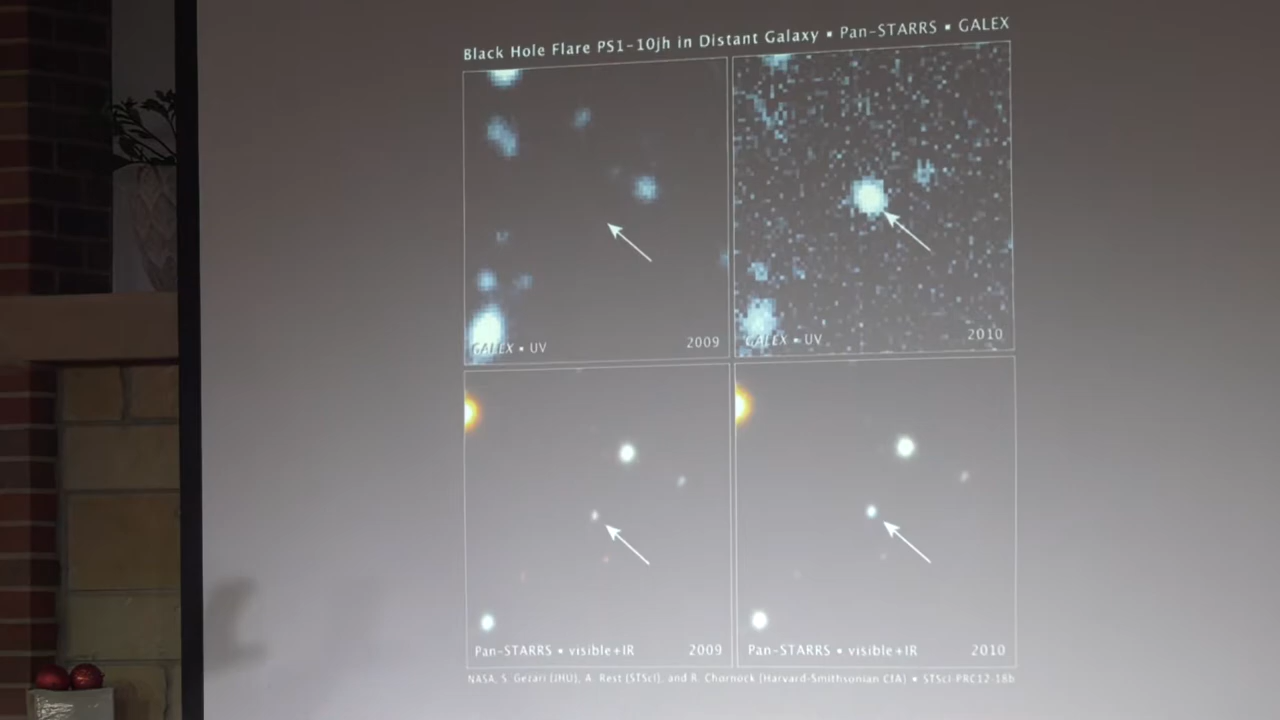 Black Hole Flare PS1-10jh in Distant Galaxy ▪ Pan-STARRS ▪ GALEX
GALEX ▪ UV 2009
GALEX ▪ UV 2010
Pan-STARRS ▪ visible+IR 2009
Pan-STARRS ▪ visible+IR 2010
NASA, S. Gezari (JHU), A. Rest (STScI), and R. Chornock (Harvard-Smithsonian CfA) ▪ STScI-PRC12-18b